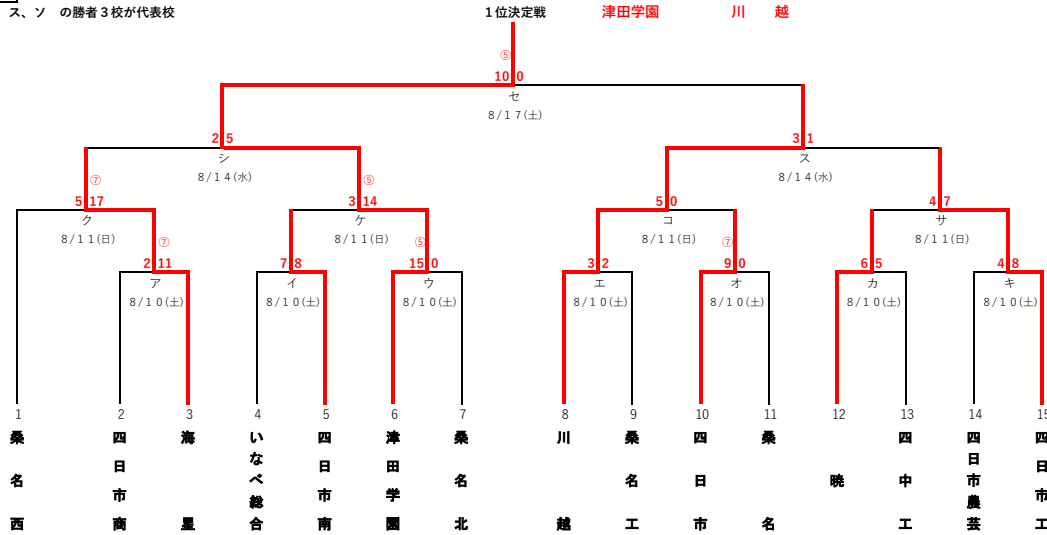 ス、ソ　の勝者３校が代表校
１位決定戦
津田学園
川　越
⑤
10 0
セ
８/１７(土)
2 5
シ
８/１４(水)
3 1
ス
８/１４(水)
⑦
⑤
5 17
ク
８/１１(日)
3 14
ケ
８/１１(日)
5 0
コ
８/１１(日)
4 7
サ
８/１１(日)
⑦
⑤
⑦
2 11
ア
８/１０(土)
7 8
イ
８/１０(土)
15 0
ウ
８/１０(土)
3 2
エ
８/１０(土)
9 0
オ
８/１０(土)
6 5
カ
８/１０(土)
4 8
キ
８/１０(土)
1
桑名西
2
四日市商
3
海星
4
いなべ総合
5
四日市南
6
津田学園
7
桑名北
8
川越
9
桑名工
10
四日市
11
桑名
12
暁
13
四中工
14
四日市農芸
15
四日市工